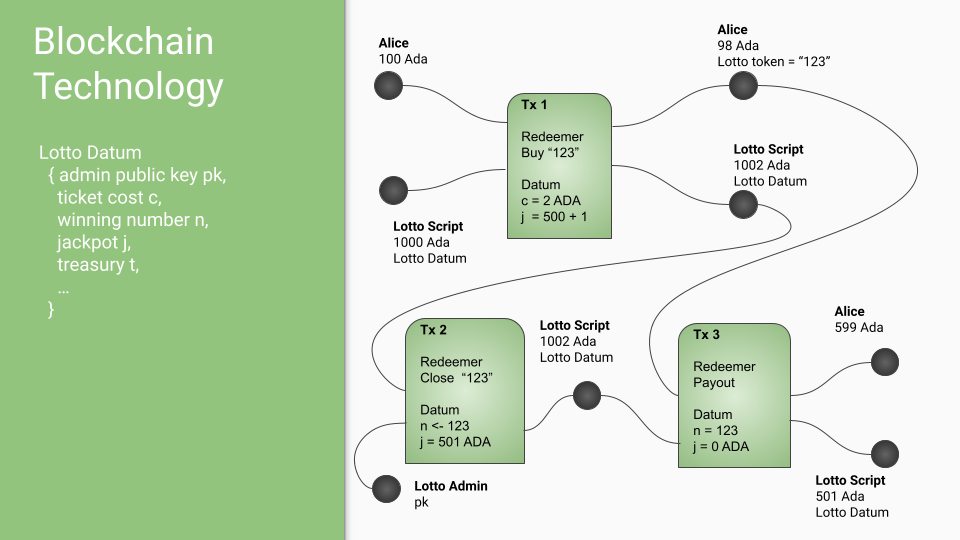 Blockchain
Technology
Lotto Datum
{ admin public key pk,
ticket cost c,
winning number n,
jackpot j,
treasury t,
...
}
Alice
100 Ada
Lotto Script
1000 Ada
Lotto Datum
Tx 1
Redeemer
Buy “123”
Datum
c = 2 ADA
j = 500 + 1
Alice
98 Ada
Lotto token = “123”
Lotto Script
1002 Ada
Lotto Datum
Tx 2
Redeemer
Close “123”
Datum
n <- 123
j = 501 ADA
Lotto Admin
pk
Lotto Script
1002 Ada
Lotto Datum
Tx 3
Redeemer
Payout
Datum
n = 123
j = 0 ADA
Alice
599 Ada
Lotto Script
501 Ada
Lotto Datum